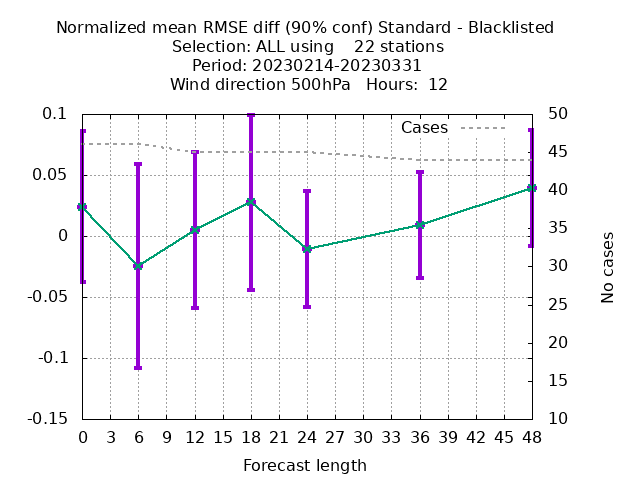 Normalized mean RMSE diff (90% conf) Standard - Blacklisted
Selection: ALL using    22 stations
Period: 20230214-20230331
Wind direction 500hPa   Hours:  12
Cases
0.1
0.05
0
-0.05
-0.1
-0.15
50
45
40
35
30
25
20
15
10
No cases
0 3 6 9 12 15 18 21 24 27 30 33 36 39 42 45 48
Forecast length